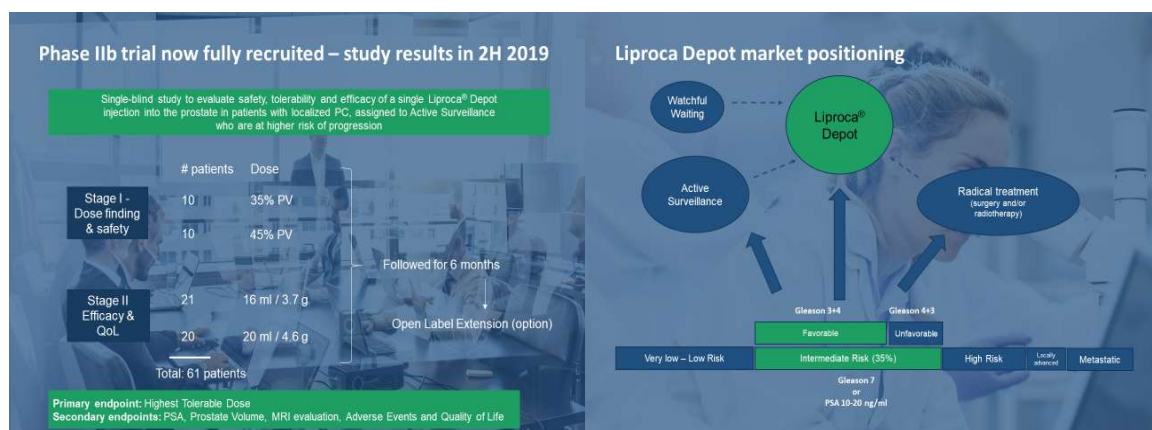 Phase IIb trial now fully recruited – study results in 2H 2019
Single-blind study to evaluate safety, tolerability and efficacy of a single Liproca® Depot
injection into the prostate in patients with localized PC, assigned to Active Surveillance
who are at higher risk of progression
# patients Dose
Stage I -
Dose finding
& safety
10 35% PV
10 45% PV
Followed for 6 months
Stage II
Efficacy &
QoL
21 16 ml / 3.7 g
20 20 ml / 4.6 g
Open Label Extension (option)
Total: 61 patients
Primary endpoint: Highest Tolerable Dose
Secondary endpoints: PSA, Prostate Volume, MRI evaluation, Adverse Events and Quality of Life
Liproca Depot market positioning
Watchful
Waiting
Liproca®
Depot
Active
Surveillance
Radical treatment
(surgery and/or
radiotherapy)
Gleason 3+4 Gleason 4+3
Favorable Unfavorable
Very low – Low Risk Intermediate Risk (35%) High Risk Locally
advanced Metastatic
Gleason 7
or
PSA 10-20 ng/ml